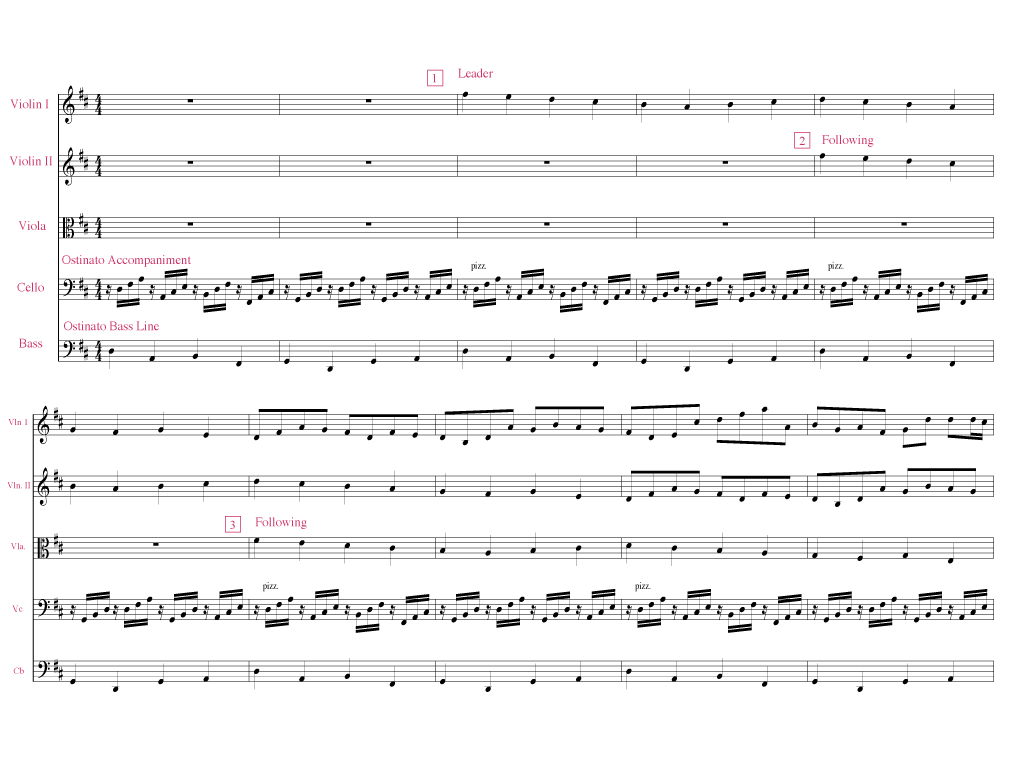 1 Leader
Violin I
2 Following
Violin II
Viola
Ostinato Accompaniment
pizz. pizz.
Cello
Ostinato Bass Line
Bass
Vln I
Vln. II
3 Following
Vla.
pizz. pizz.
Vc
Cb